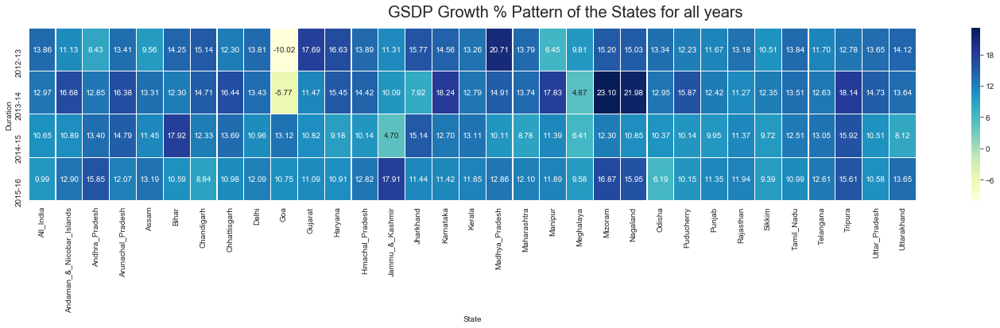 GSDP Growth % Pattern of the States for all years
Duration
2012-13
13.86 11.13 8.43 13.41 9.56 14.25 15.14 12.30 13.81 -10.02 17.69 16.63 13.89 11.31 15.77 14.56 13.26 20.71 13.79 6.45 9.81 15.20 15.03 13.34 12.23 11.67 13.18 10.51 13.84 11.70 12.78 13.65 14.12
2013-14
12.97 16.68 12.85 16.38 13.31 12.30 14.71 16.44 13.43 -5.77 11.47 15.45 14.42 10.09 7.92 18.24 12.79 14.91 13.74 17.83 4.87 23.10 21.98 12.95 15.87 12.42 11.27 12.35 13.51 12.63 18.14 14.73 13.64
2014-15
10.65 10.89 13.40 14.79 11.45 17.92 12.33 13.69 10.96 13.12 10.82 9.18 10.14 4.70 15.14 12.70 13.11 10.11 8.78 11.39 6.41 12.30 10.85 10.37 10.14 9.95 11.37 9.72 12.51 13.05 15.92 10.51 8.12
2015-16
9.99 12.90 15.85 12.07 13.19 10.59 8.84 10.98 12.09 10.75 11.09 10.91 12.82 17.91 11.44 11.42 11.85 12.86 12.10 11.89 9.58 16.87 15.95 6.19 10.15 11.35 11.94 9.39 10.99 12.61 15.61 10.58 13.65
All_India
Andaman_&_Nicobar_Islands
Andhra_Pradesh
Arunachal_Pradesh
Assam
Bihar
Chandigarh
Chhattisgarh
Delhi
Goa
Gujarat
Haryana
Himachal_Pradesh
Jammu_&_Kashmir
Jharkhand
Karnataka
Kerala
Madhya_Pradesh
Maharashtra
Manipur
Meghalaya
Mizoram
Nagaland
Odisha
Puducherry
Punjab
Rajasthan
Sikkim
Tamil_Nadu
Telangana
Tripura
Uttar_Pradesh
Uttarakhand
State
18
12
6
0
−6